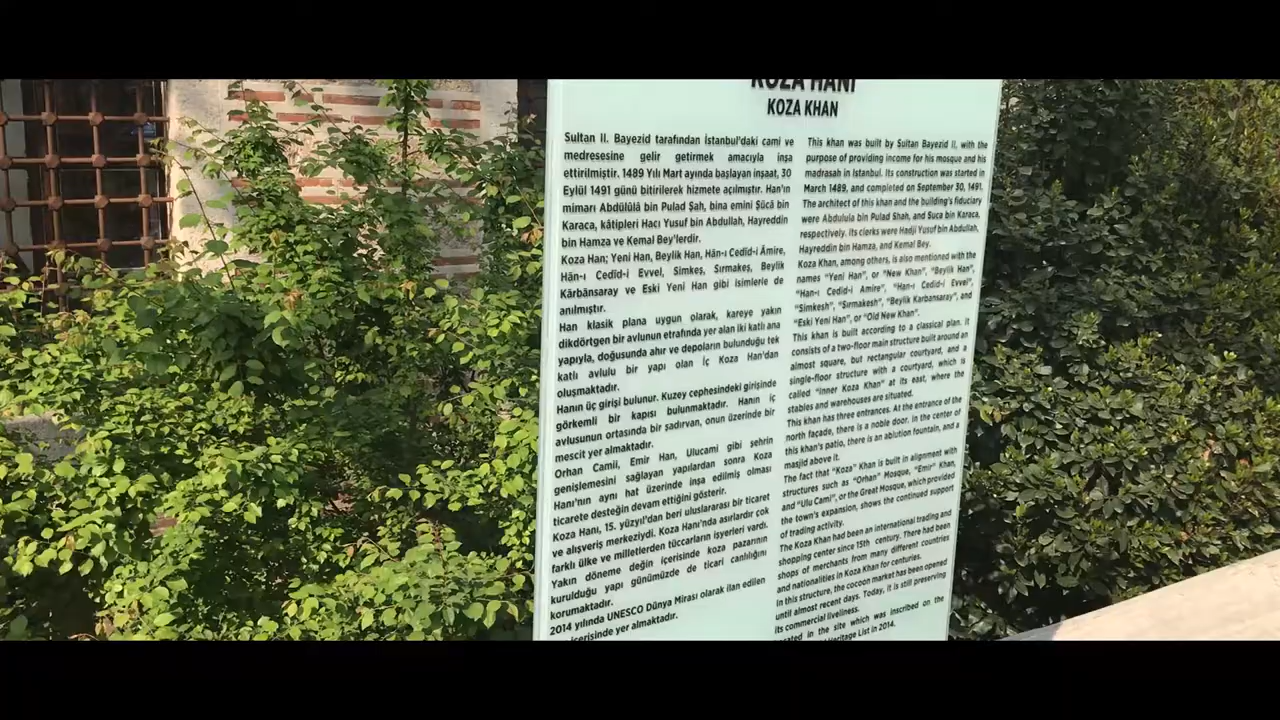 KOZA HANI
KOZA KHAN
Sultan II. Bayezid tarafından İstanbul'daki cami ve
medresesine gelir getirmek amacıyla inşa
ettirilmiştir. 1489 Yılı Mart ayında başlayan inşaat, 30
Eylül 1491 günü bitirilerek hizmete açılmıştır. Han'ın
mimarı Abdülülâ bin Pulad Şah, bina emini Şücâ bin
Karaca, kâtipleri Hacı Yusuf bin Abdullah, Hayreddin
bin Hamza ve Kemal Bey'lerdir.
Koza Han; Yeni Han, Beylik Han, Hân-ı Cedîd-i Âmire,
Hân-ı Cedîd-i Evvel, Simkeş, Sırmakeş, Beylik
Kârbânsaray ve Eski Yeni Han gibi isimlerle de
anılmıştır.
Han klasik plana uygun olarak, kareye yakın
dikdörtgen bir avlunun etrafında yer alan iki katlı ana
yapıyla, doğusunda ahır ve depoların bulunduğu tek
katlı avlulu bir yapı olan İç Koza Han'dan
oluşmaktadır.
Hanın üç girişi bulunur. Kuzey cephesindeki girişinde
görkemli bir kapısı bulunmaktadır. Hanın iç
avlusunun ortasında bir şadırvan, onun üzerinde bir
mescit yer almaktadır.
Orhan Camii, Emir Han, Ulucami gibi şehrin
genişlemesini sağlayan yapılardan sonra Koza
Hanı'nın aynı hat üzerinde inşa edilmiş olması
ticarete desteğin devam ettiğini gösterir.
Koza Hanı, 15. yüzyıl'dan beri uluslararası bir ticaret
ve alışveriş merkeziydi. Koza Hanı'nda asırlardır çok
farklı ülke ve milletlerden tüccarların işyerleri vardı.
Yakın döneme değin içerisinde koza pazarının
kurulduğu yapı günümüzde de ticari canlılığını
korumaktadır.
2014 yılında UNESCO Dünya Mirası olarak ilan edilen
içerisinde yer almaktadır.
This khan was built by Sultan Bayezid II, with the
purpose of providing income for his mosque and his
madrasah in Istanbul. Its construction was started in
March 1489, and completed on September 30, 1491.
The architect of this khan and the building's fiduciary
were Abdulula bin Pulad Shah, and Suca bin Karaca,
respectively. Its clerks were Hadji Yusuf bin Abdullah,
Hayreddin bin Hamza, and Kemal Bey.
Koza Khan, among others, is also mentioned with the
names "Yeni Han", or "New Khan", "Beylik Han",
"Han-ı Cedid-i Amire", "Han-ı Cedid-i Evvel",
"Simkesh", "Sırmakesh", "Beylik Karbansaray", and
"Eski Yeni Han", or "Old New Khan".
This khan is built according to a classical plan. It
consists of a two-floor main structure built around an
almost square, but rectangular courtyard, and a
single-floor structure with a courtyard, which is
called "inner Koza Khan" at its east, where the
stables and warehouses are situated.
This khan has three entrances. At the entrance of the
north façade, there is a noble door. In the center of
this khan's patio, there is an ablution fountain, and a
masjid above it.
The fact that "Koza" Khan is built in alignment with
structures such as "Orhan" Mosque, "Emir" Khan,
and "Ulu Cami", or the Great Mosque, which provided
the town's expansion, shows the continued support
of trading activity.
The Koza Khan had been an international trading and
shopping center since 15th century. There had been
shops of merchants from many different countries
and nationalities in Koza Khan for centuries.
In this structure, the cocoon market has been opened
until almost recent days. Today, it is still preserving
its commercial liveliness.
in the site which was inscribed on the
Heritage List in 2014.